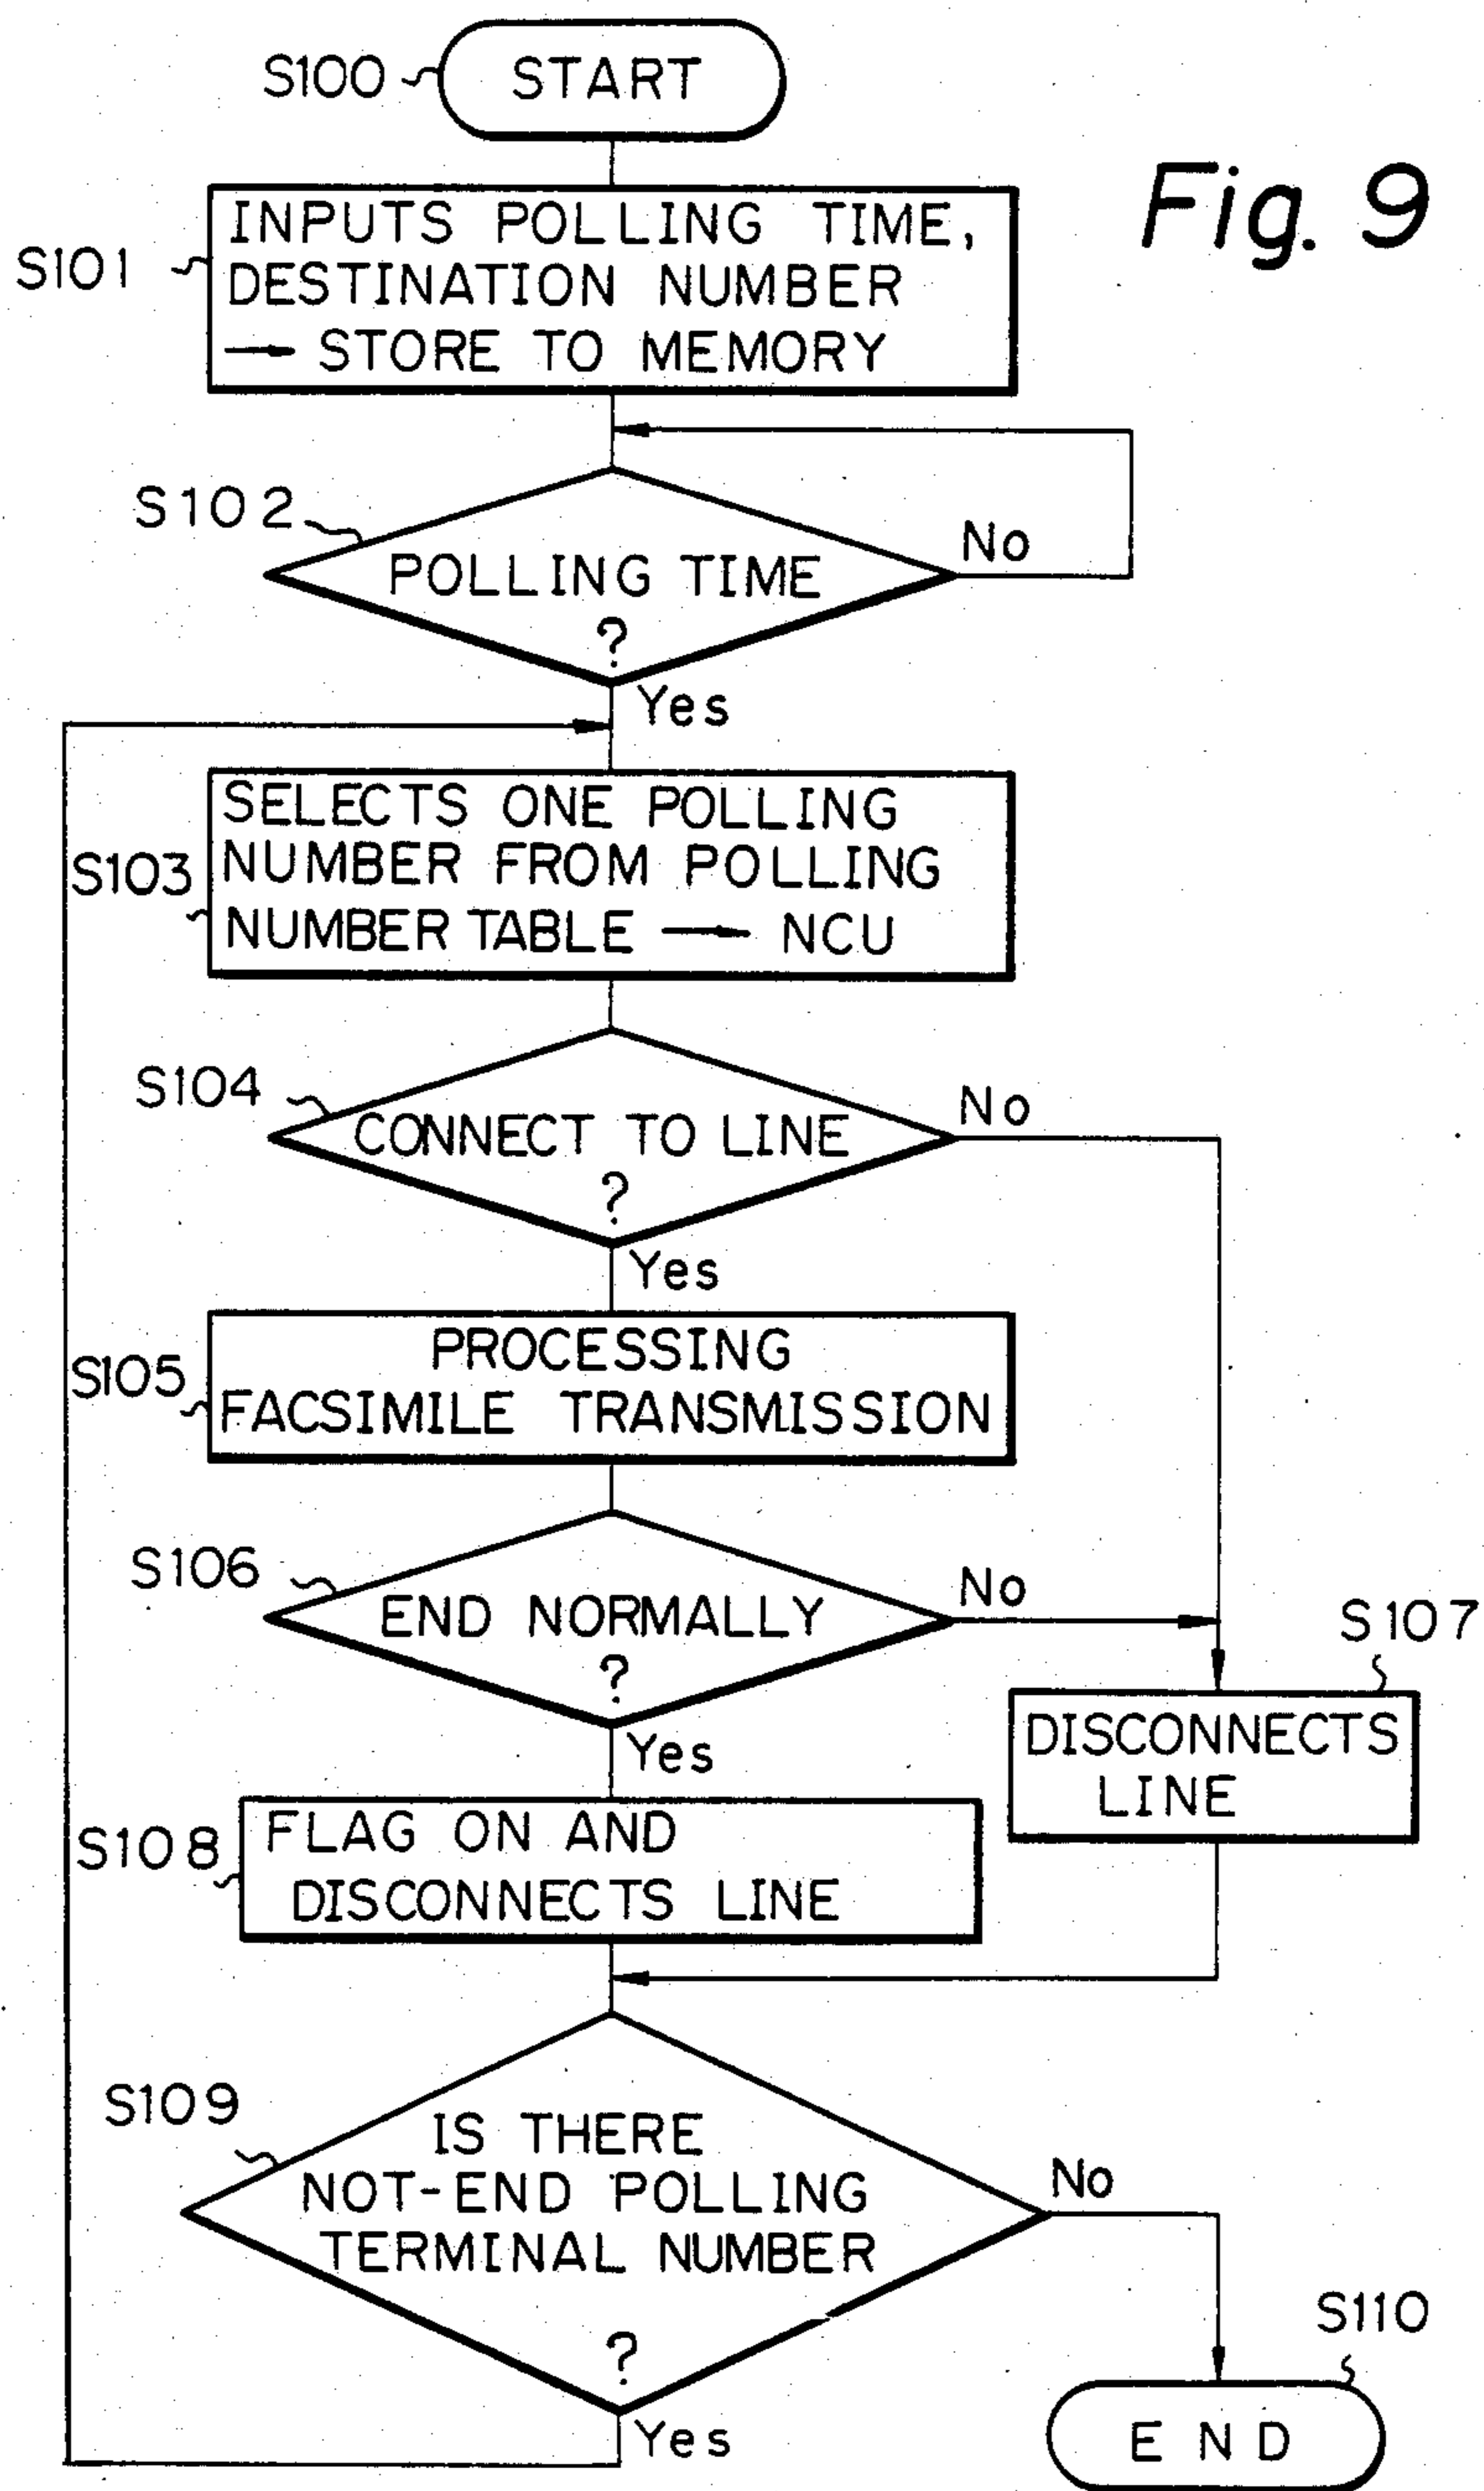 S100
START
Fig. 9
S101
INPUTS POLLING TIME,
DESTINATION NUMBER
→ STORE TO MEMORY
S102
POLLING TIME
?
No
Yes
S103
SELECTS ONE POLLING
NUMBER FROM POLLING
NUMBER TABLE → NCU
S104
CONNECT TO LINE
?
No
Yes
S105
PROCESSING
FACSIMILE TRANSMISSION
S106
END NORMALLY
?
No
Yes
S107
DISCONNECTS
LINE
S108
FLAG ON AND
DISCONNECTS LINE
S109
IS THERE
NOT-END POLLING
TERMINAL NUMBER
?
No
Yes
S110
END